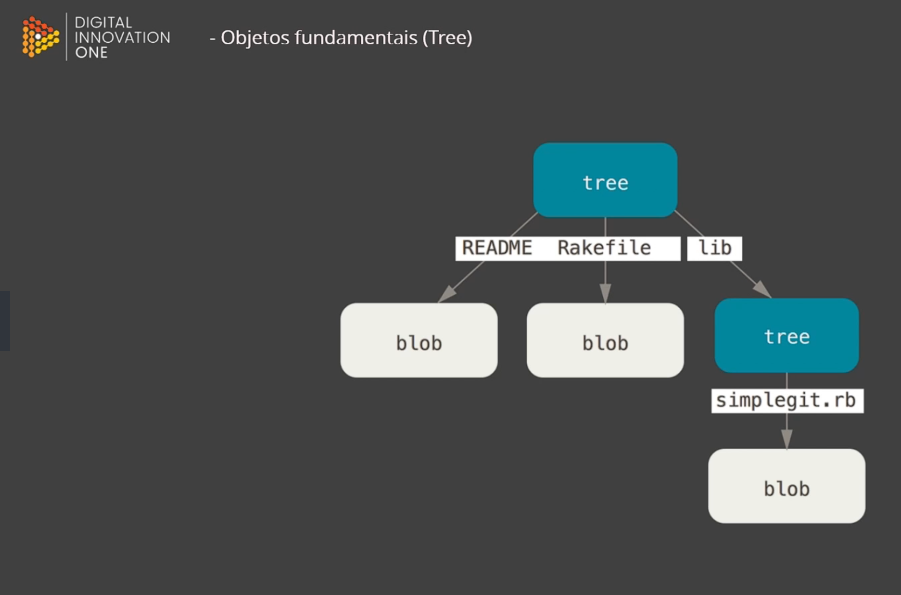 DIGITAL
INNOVATION
ONE
- Objetos fundamentais (Tree)
tree
README Rakefile lib
blob blob tree
simplegit.rb
blob